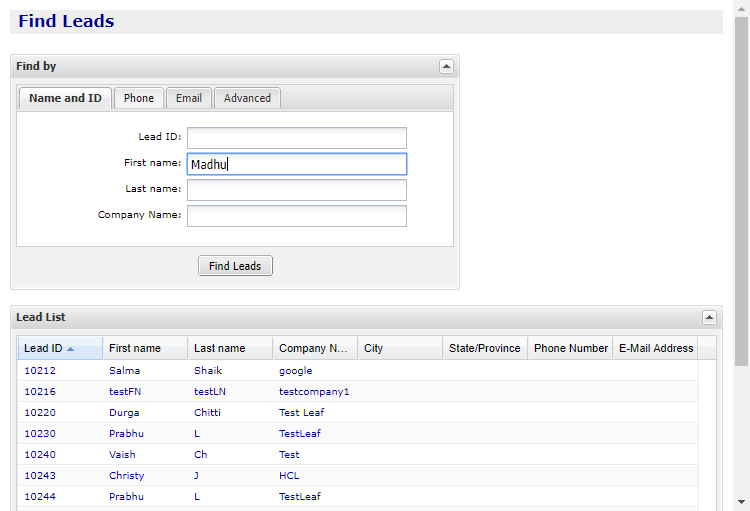 Find Leads
Find by
Name and ID Phone Email Advanced
Lead ID:
First name: Madhu
Last name:
Company Name:
Find Leads
Lead List
Lead ID First name Last name Company N... City State/Province Phone Number E-Mail Address
10212 Salma Shaik google
10216 testFN testLN testcompany1
10220 Durga Chitti Test Leaf
10230 Prabhu L TestLeaf
10240 Vaish Ch Test
10243 Christy J HCL
10244 Prabhu L TestLeaf